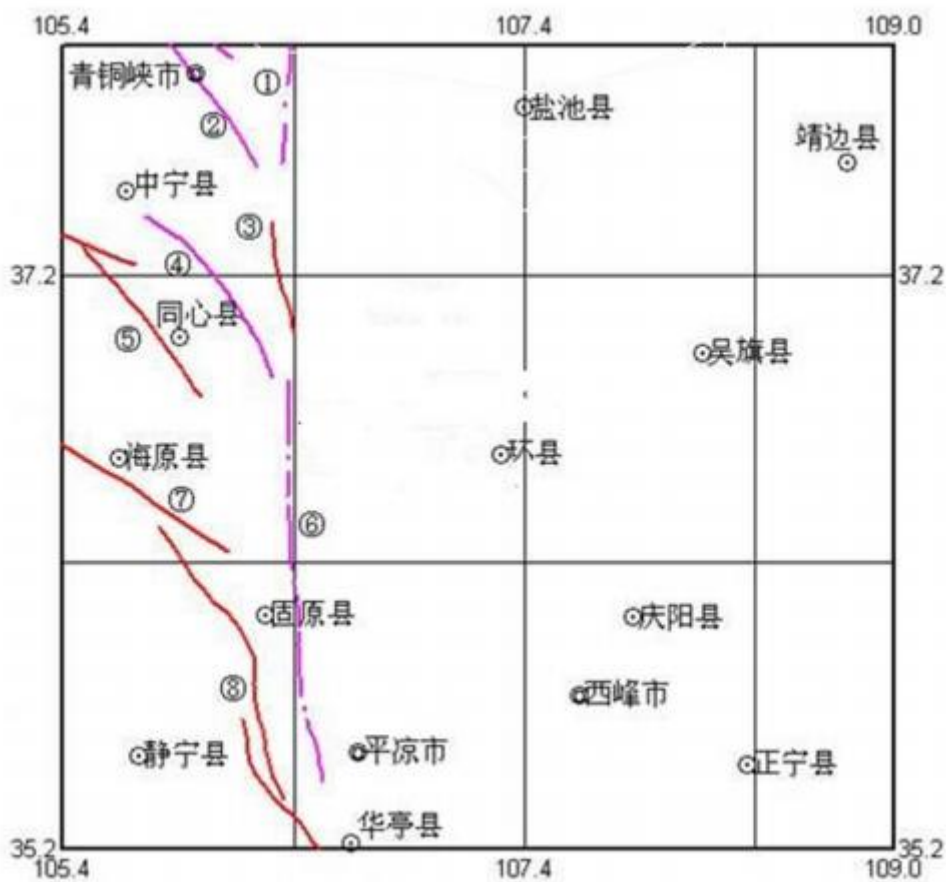 105.4 107.4 109.0
青铜峡市 ① 盐池县
② 靖边县
中宁县
③
④
37.2 37.2
同心县
⑤ 吴旗县
海原县 环县
⑦
⑥
固原县 庆阳县
⑧ 西峰市
静宁县 平凉市 正宁县
华亭县
35.2 35.2
105.4 107.4 109.0